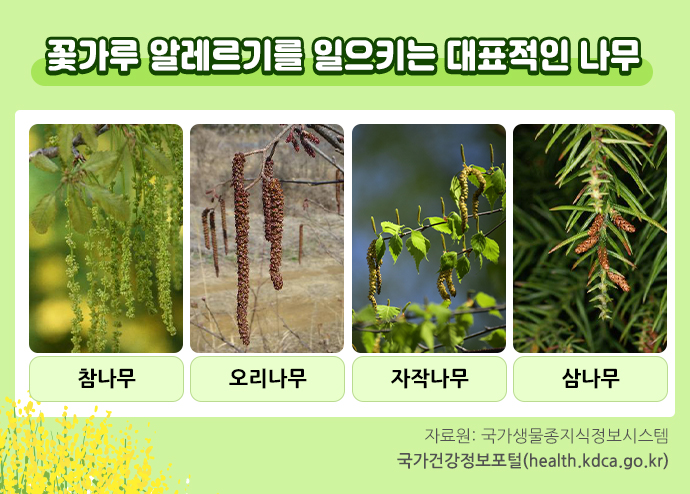 꽃가루 알레르기를 일으키는 대표적인 나무
참나무
오리나무
자작나무
삼나무
자료원: 국가생물종지식정보시스템
국가건강정보포털(health.kdca.go.kr)